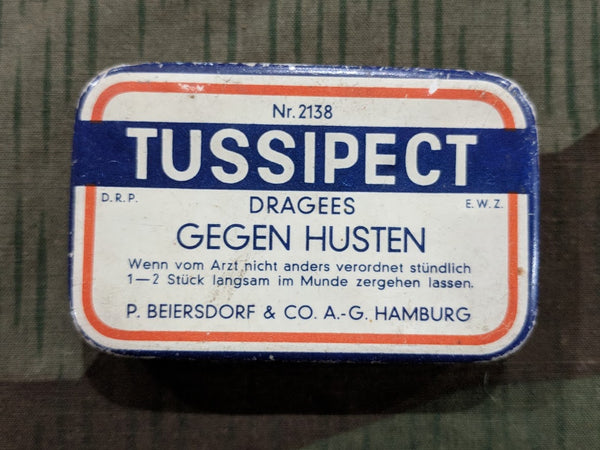 Nr. 2138
TUSSIPECT
D. R. P.
DRAGEES
E. W. Z.
GEGEN HUSTEN
Wenn vom Arzt nicht anders verordnet stündlich
1—2 Stück langsam im Munde zergehen lassen.
P. BEIERSDORF & CO. A.-G. HAMBURG